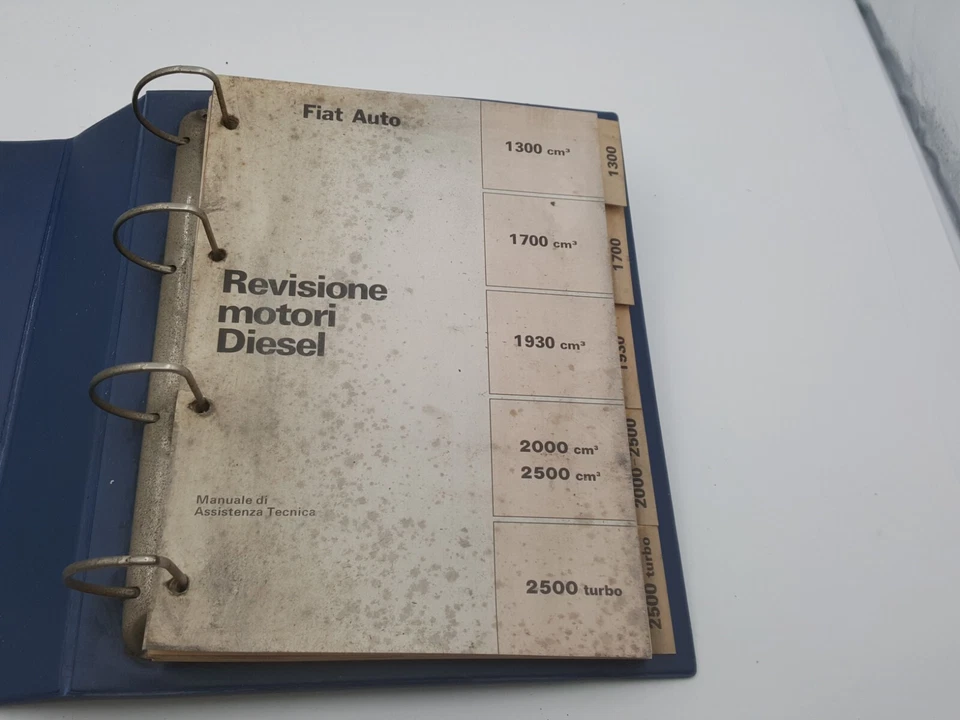 Fiat Auto
Revisione
motori
Diesel
Manuale di
Assistenza Tecnica
1300 cm³
1700 cm³
1930 cm³
2000 cm³
2500 cm³
2500 turbo
1300
1700
1930
2000 2500
2500 turbo